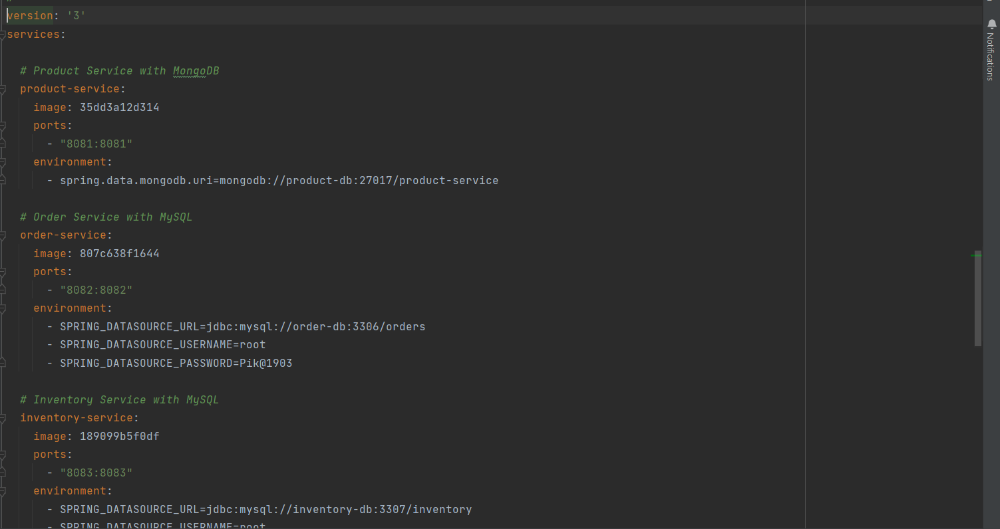 version: '3'
services:
# Product Service with MongoDB
product-service:
image: 35dd3a12d314
ports:
- "8081:8081"
environment:
- spring.data.mongodb.uri=mongodb://product-db:27017/product-service
# Order Service with MySQL
order-service:
image: 807c638f1644
ports:
- "8082:8082"
environment:
- SPRING_DATASOURCE_URL=jdbc:mysql://order-db:3306/orders
- SPRING_DATASOURCE_USERNAME=root
- SPRING_DATASOURCE_PASSWORD=Pik@1903
# Inventory Service with MySQL
inventory-service:
image: 189099b5f0df
ports:
- "8083:8083"
environment:
- SPRING_DATASOURCE_URL=jdbc:mysql://inventory-db:3307/inventory
- SPRING_DATASOURCE_USERNAME=root
Notifications